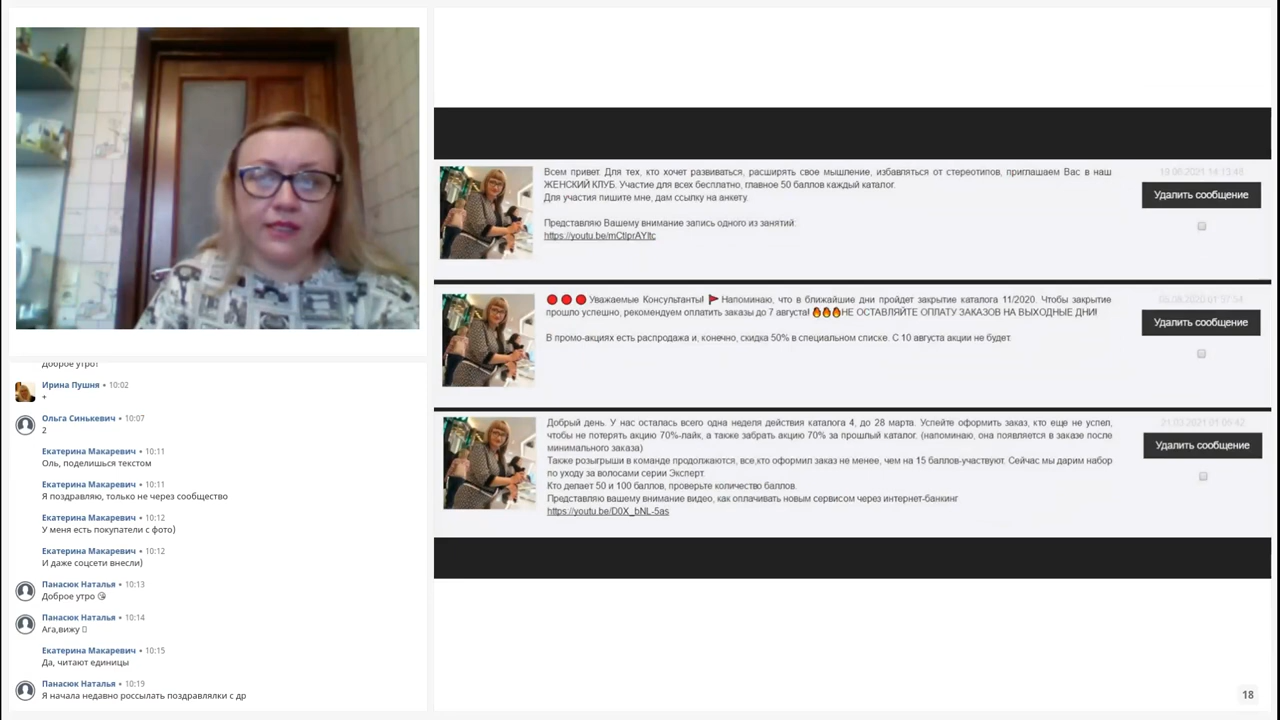 Доброе утро!
Ирина Пушня • 10:02
+
Ольга Синькевич • 10:07
2
Екатерина Макаревич • 10:11
Оль, поделишься текстом
Екатерина Макаревич • 10:11
Я поздравляю, только не через сообщество
Екатерина Макаревич • 10:12
У меня есть покупатели с фото)
Екатерина Макаревич • 10:12
И даже соцсети внесли)
Панасюк Наталья • 10:13
Доброе утро 😘
Панасюк Наталья • 10:14
Ага,вижу
Екатерина Макаревич • 10:15
Да, читают единицы
Панасюк Наталья • 10:19
Я начала недавно россылать поздравлялки с др
Всем привет. Для тех, кто хочет развиваться, расширять свое мышление, избавляться от стереотипов, приглашаем Вас в наш
ЖЕНСКИЙ КЛУБ. Участие для всех бесплатно, главное 50 баллов каждый каталог.
Для участия пишите мне, дам ссылку на анкету.
Представляю Вашему внимание запись одного из занятий:
https://youtu.be/mCtlprAYltc
Удалить сообщение
🔴🔴🔴Уважаемые Консультанты! 🚩Напоминаю, что в ближайшие дни пройдет закрытие каталога 11/2020. Чтобы закрытие
прошло успешно, рекомендуем оплатить заказы до 7 августа! 🔥🔥🔥НЕ ОСТАВЛЯЙТЕ ОПЛАТУ ЗАКАЗОВ НА ВЫХОДНЫЕ ДНИ!
В промо-акциях есть распродажа и, конечно, скидка 50% в специальном списке. С 10 августа акции не будет.
Удалить сообщение
Добрый день. У нас осталась всего одна неделя действия каталога 4, до 28 марта. Успейте оформить заказ, кто еще не успел,
чтобы не потерять акцию 70%-лайк, а также забрать акцию 70% за прошлый каталог. (напоминаю, она появляется в заказе после
минимального заказа)
Также розыгрыши в команде продолжаются, все,кто оформил заказ не менее, чем на 15 баллов-участвуют. Сейчас мы дарим набор
по уходу за волосами серии Эксперт.
Кто делает 50 и 100 баллов, проверьте количество баллов.
Представляю вашему внимание видео, как оплачивать новым сервисом через интернет-банкинг
https://youtu.be/D0X_bNL-5as
Удалить сообщение
18